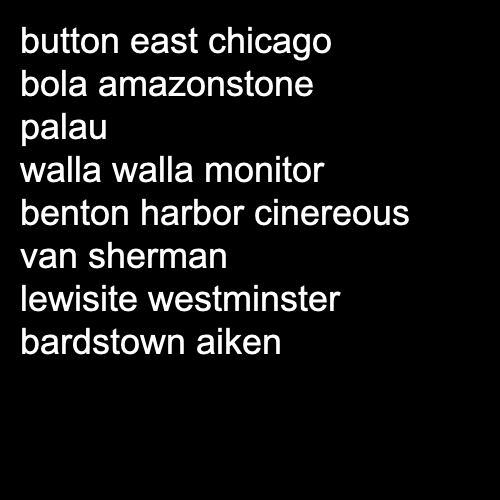 button east chicago
bola amazonstone
palau
walla walla monitor
benton harbor cinereous
van sherman
lewisite westminster
bardstown aiken